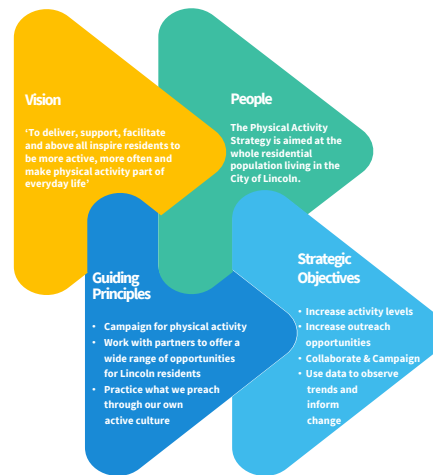 Vision
‘To deliver, support, facilitate
and above all inspire residents to
be more active, more often and
make physical activity part of
everyday life’
People
The Physical Activity
Strategy is aimed at the
whole residential
population living in the
City of Lincoln.
Guiding
Principles
• Campaign for physical activity
• Work with partners to offer a
wide range of opportunities
for Lincoln residents
• Practice what we preach
through our own
active culture
Strategic
Objectives
• Increase activity levels
• Increase outreach
opportunities
• Collaborate & Campaign
• Use data to observe
trends and
inform
change